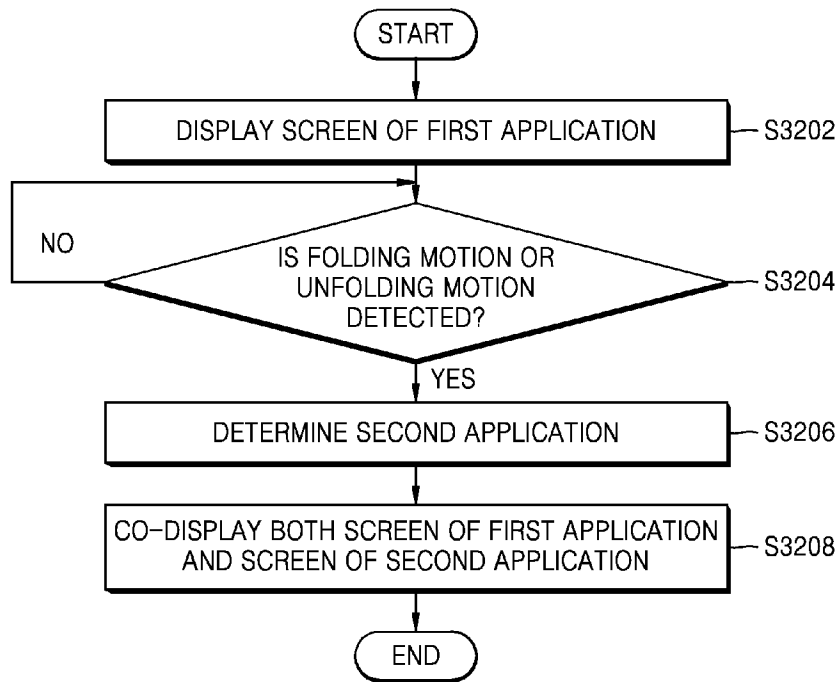 START
DISPLAY SCREEN OF FIRST APPLICATION
S3202
NO
IS FOLDING MOTION OR
UNFOLDING MOTION
DETECTED?
S3204
YES
DETERMINE SECOND APPLICATION
S3206
CO-DISPLAY BOTH SCREEN OF FIRST APPLICATION
AND SCREEN OF SECOND APPLICATION
S3208
END